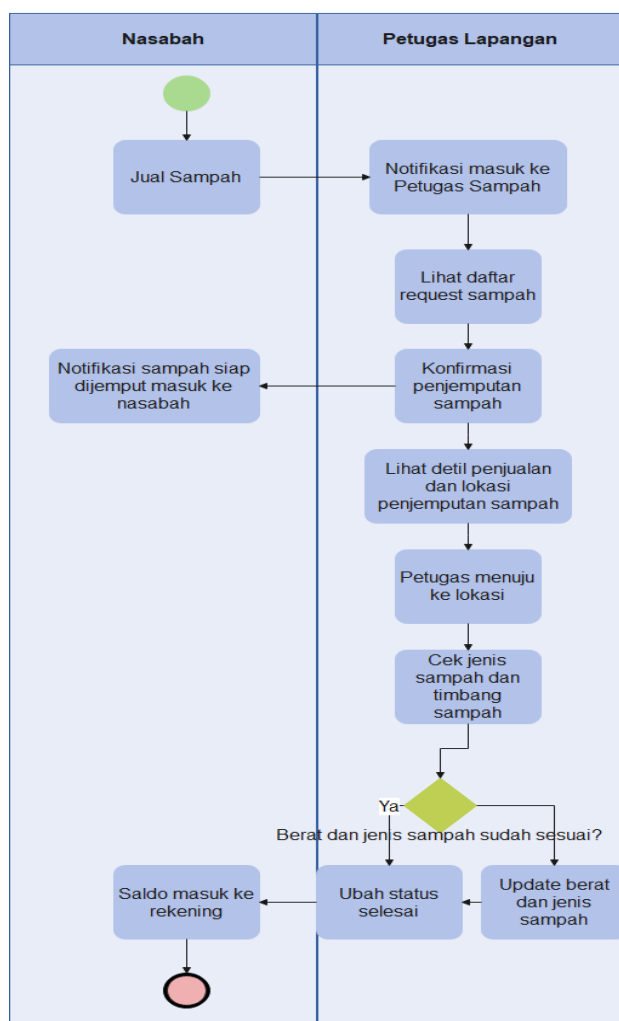 Nasabah
Petugas Lapangan
Jual Sampah
Notifikasi masuk ke
Petugas Sampah
Lihat daftar
request sampah
Notifikasi sampah siap
dijemput masuk ke
nasabah
Konfirmasi
penjemputan
sampah
Lihat detil penjualan
dan lokasi
penjemputan sampah
Petugas menuju
ke lokasi
Cek jenis
sampah dan
timbang
sampah
Ya
Berat dan jenis sampah sudah sesuai?
Saldo masuk ke
rekening
Ubah status
selesai
Update berat
dan jenis
sampah